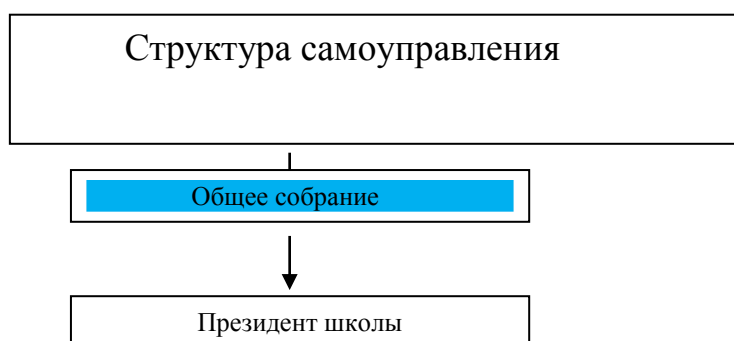 Структура самоуправления
Общее собрание
Президент школы